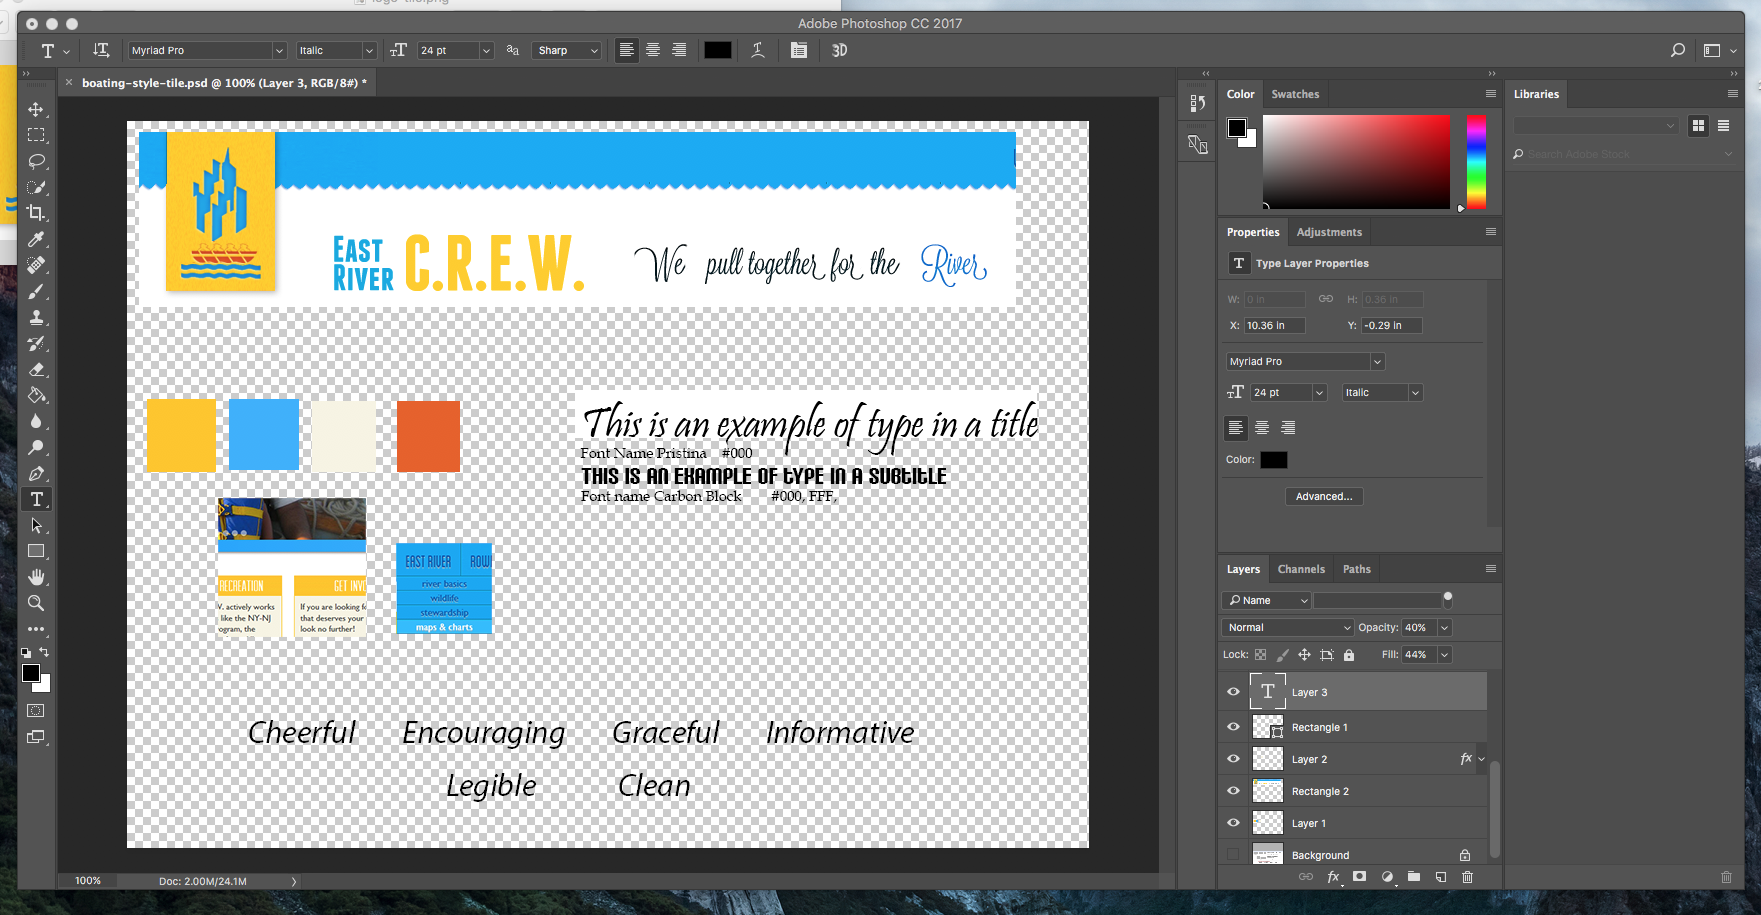 Adobe Photoshop CC 2017
T
Myriad Pro
Italic
24 pt
aa
Sharp
3D
× boating-style-tile.psd @ 100% (Layer 3, RGB/8#) *
EAST
RIVER
C.R.E.W.
We pull together for the River
This is an example of type in a title
Font Name Pristina #000
THIS IS AN EXAMPLE OF TYPE IN A SUBTITLE
Font name Carbon Block #000, FFF,
RECREATION
GET INV
V. actively works
like the NY-NJ
ogram, the
If you are looking f
that deserves your
look no further!
EAST RIVER
ROWI
river basics
wildlife
stewardship
maps & charts
Cheerful Encouraging Graceful Informative
Legible Clean
100%
Doc: 2.00M/24.1M
Color
Swatches
Properties
Adjustments
T Type Layer Properties
W: 0 in
H: 0.36 in
X: 10.36 in
Y: -0.29 in
Myriad Pro
24 pt
Italic
Color:
Advanced...
Layers
Channels
Paths
Name
Normal
Opacity: 40%
Lock:
Fill: 44%
T Layer 3
Rectangle 1
Layer 2
fx
Rectangle 2
Layer 1
Background
fx
Libraries
Search Adobe Stock